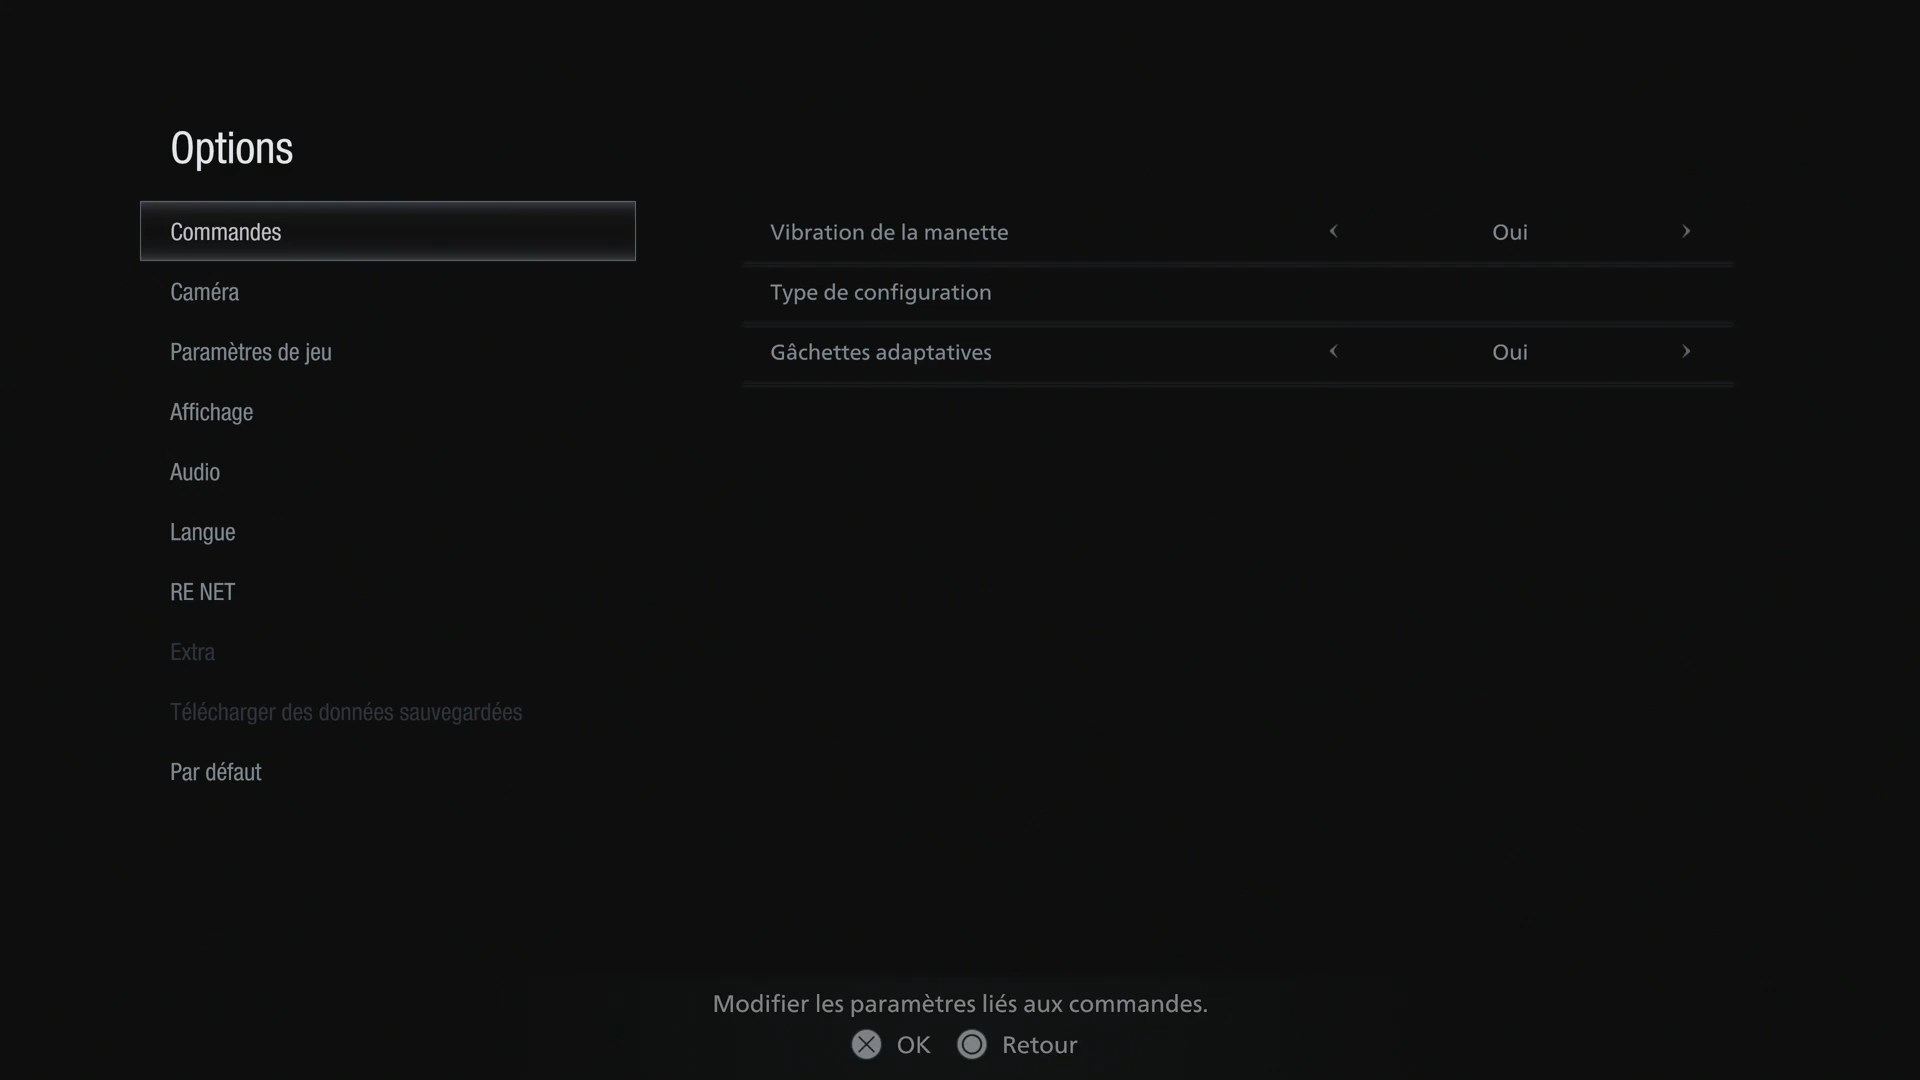 Options
Commandes
Caméra
Paramètres de jeu
Affichage
Audio
Langue
RE NET
Extra
Télécharger des données sauvegardées
Par défaut
Vibration de la manette Oui
Type de configuration
Gâchettes adaptatives Oui
Modifier les paramètres liés aux commandes.
OK Retour